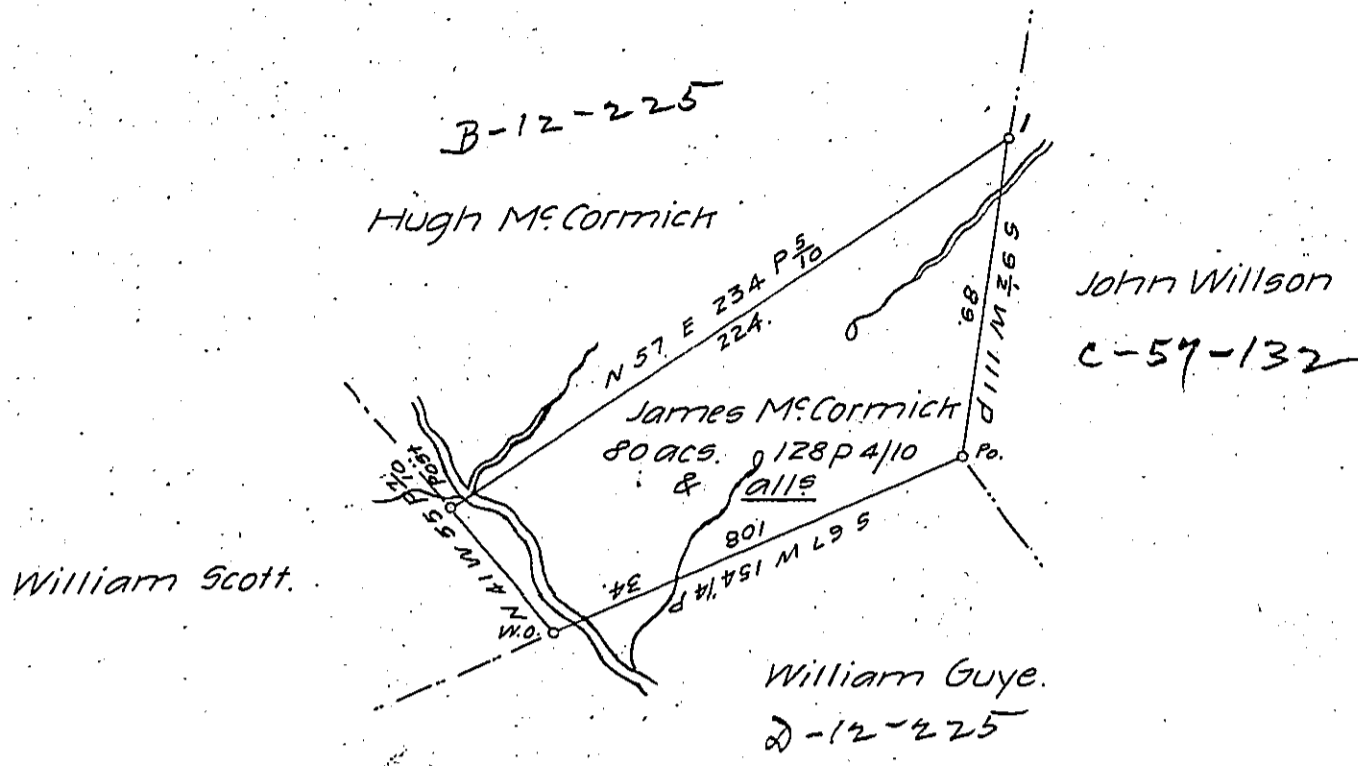 B-12-225
Hugh McCormick
1
N 57 E 234 P 5/10
224.
S 9 1/2 W 111 P
89.
John Willson
C-57-132
James McCormick
80 acs. 128 P 4/10
& alls
Po.
Post
N 41 W 55 P 7/10
108
34.
S 67 W 154 1/4 P
William Scott.
W.O.
William Guye.
D-12-225